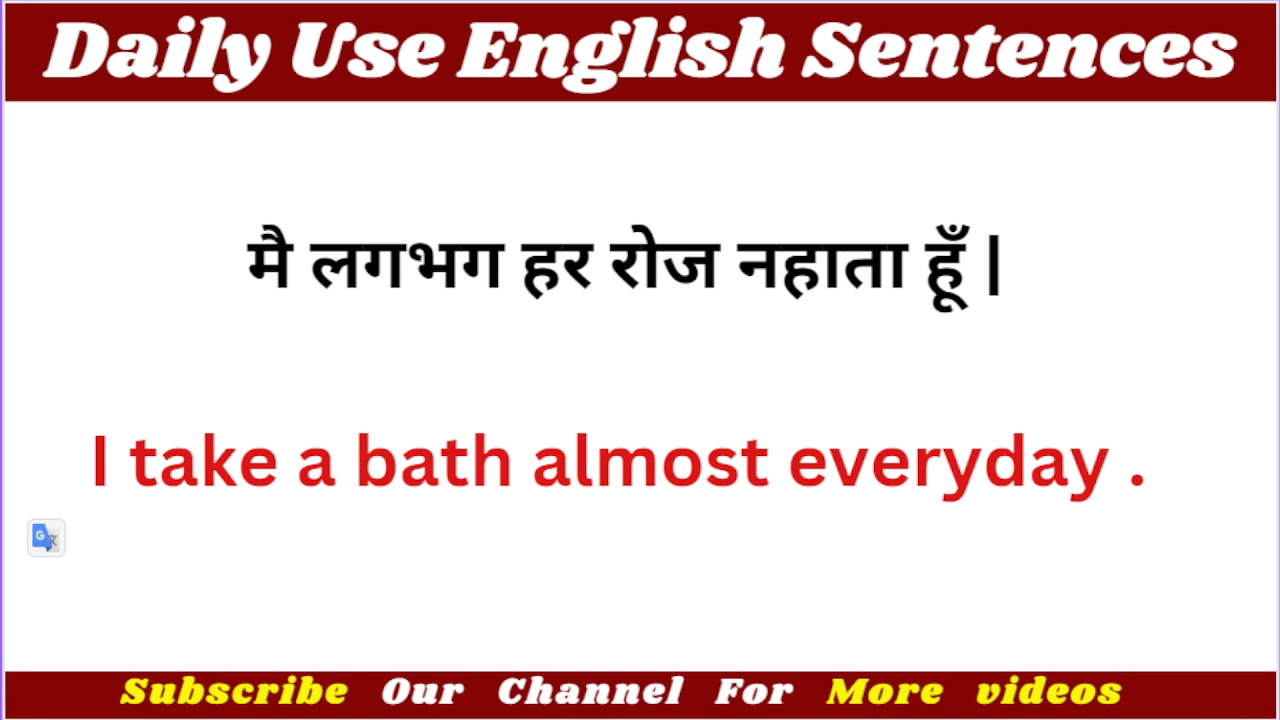 Daily Use English Sentences
मै लगभग हर रोज नहाता हूँ |
I take a bath almost everyday .
Subscribe Our Channel For More videos